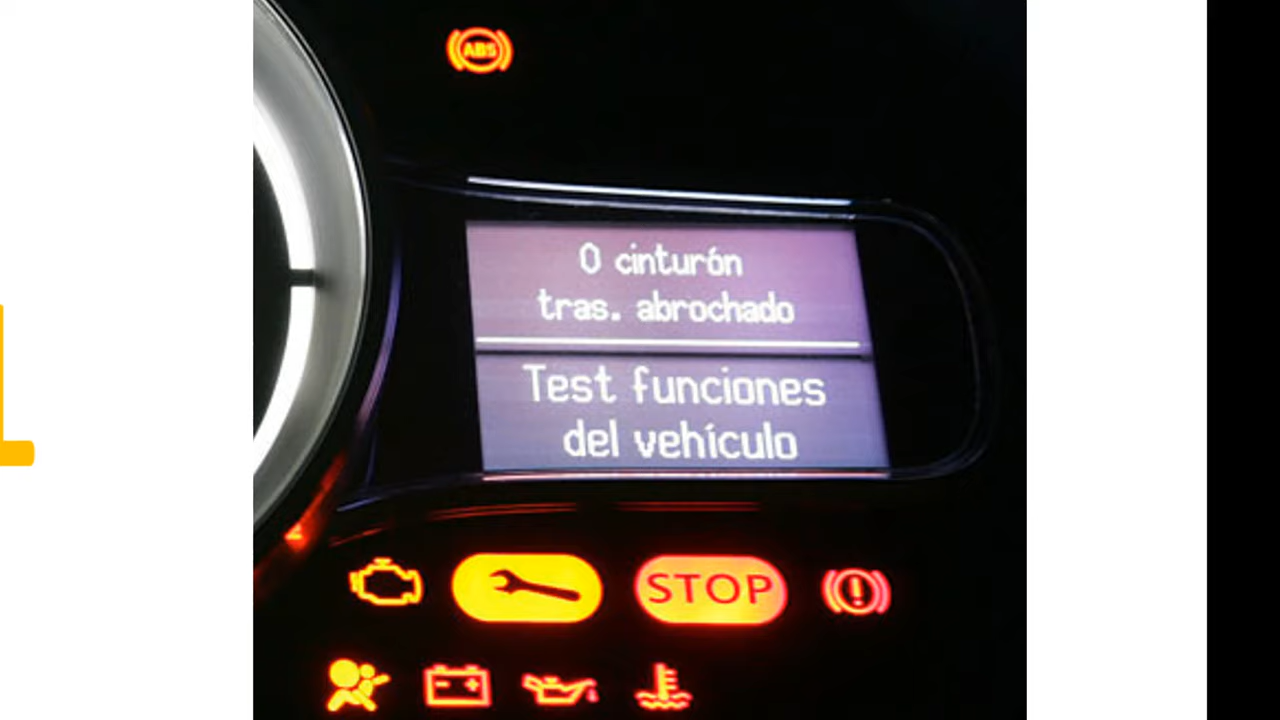 ABS
0 cinturón
tras. abrochado
Test funciones
del vehículo
STOP